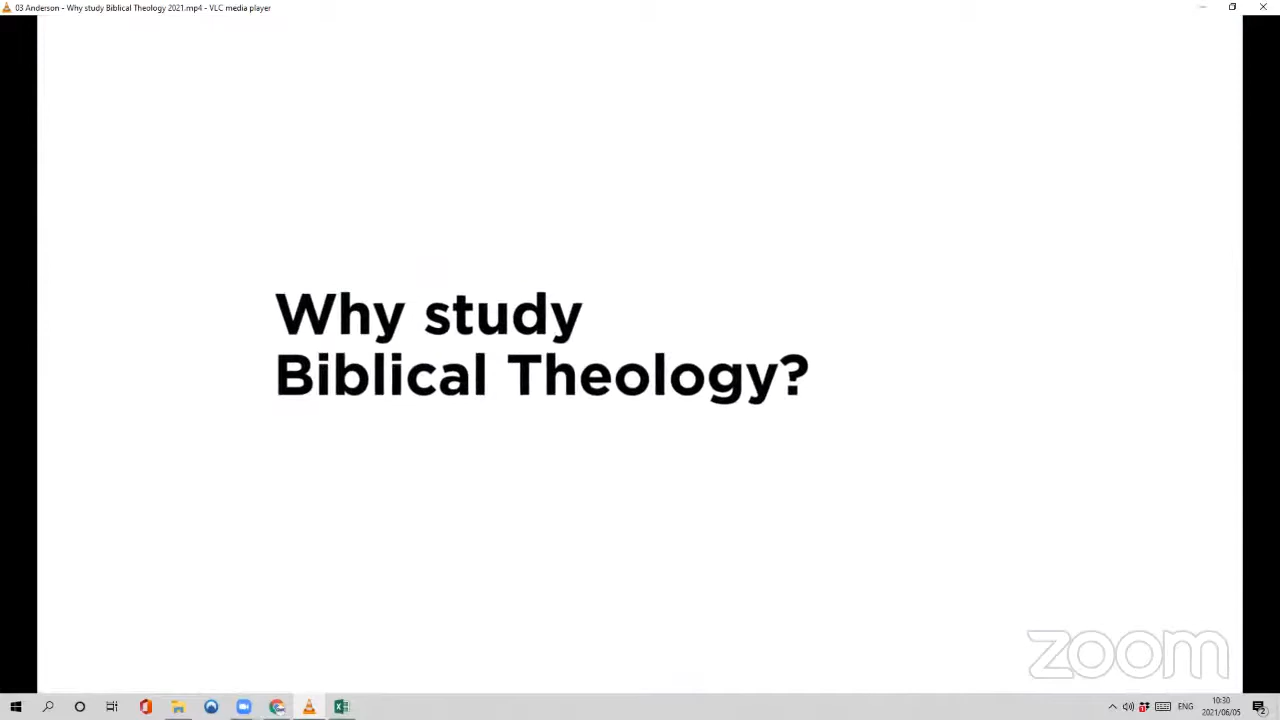 03 Anderson - Why study Biblical Theology 2021.mp4 - VLC media player
Why study
Biblical Theology?
zoom
ENG
10:30
2021/06/05
2